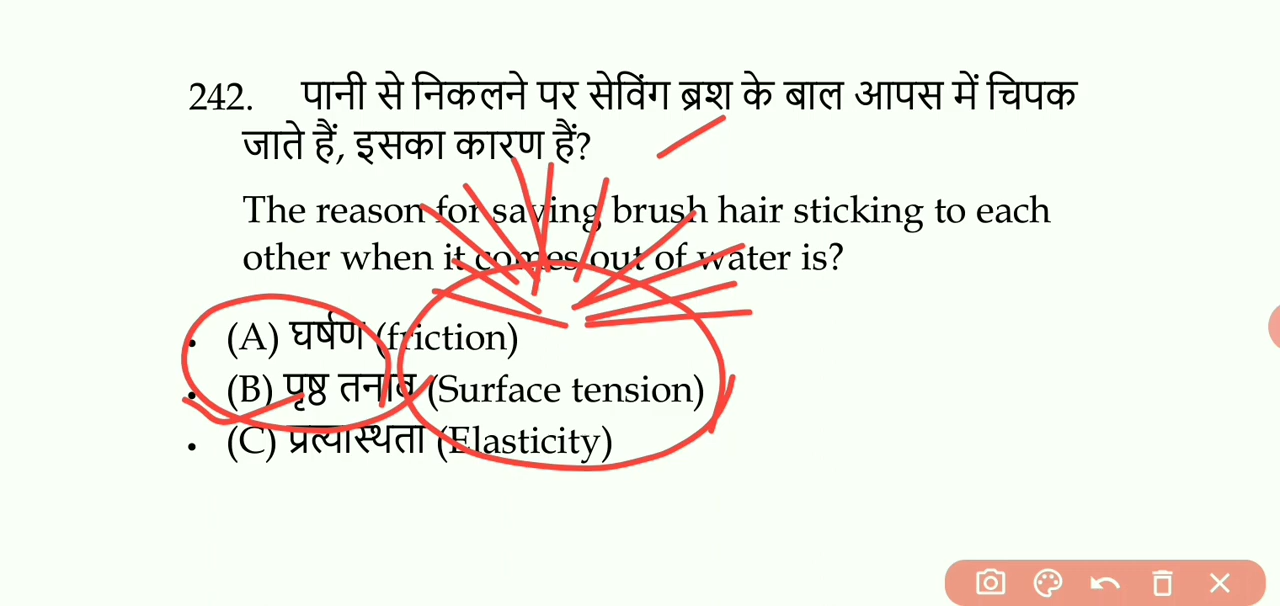 242. पानी से निकलने पर सेविंग ब्रश के बाल आपस में चिपक
जाते हैं, इसका कारण हैं?
The reason for saving brush hair sticking to each
other when it comes out of water is?
• (A) घर्षण (friction)
• (B) पृष्ठ तनाव (Surface tension)
• (C) प्रत्यास्थता (Elasticity)